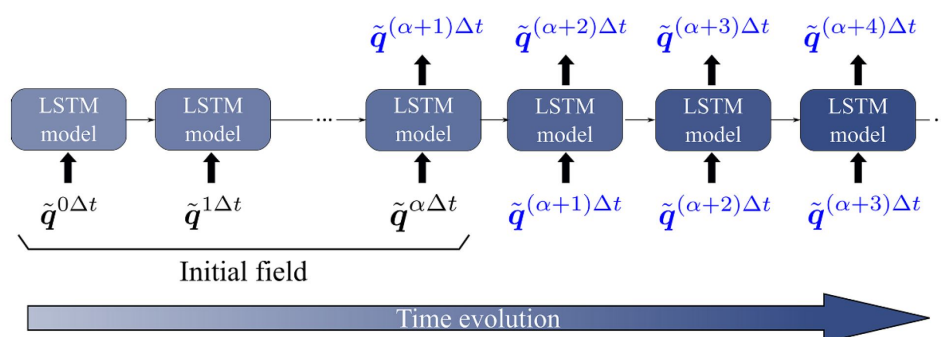 q̃^{(α+1)Δt} q̃^{(α+2)Δt} q̃^{(α+3)Δt} q̃^{(α+4)Δt}
LSTM model LSTM model ... LSTM model LSTM model LSTM model LSTM model ...
q̃^{0Δt} q̃^{1Δt} q̃^{αΔt} q̃^{(α+1)Δt} q̃^{(α+2)Δt} q̃^{(α+3)Δt}
Initial field
Time evolution